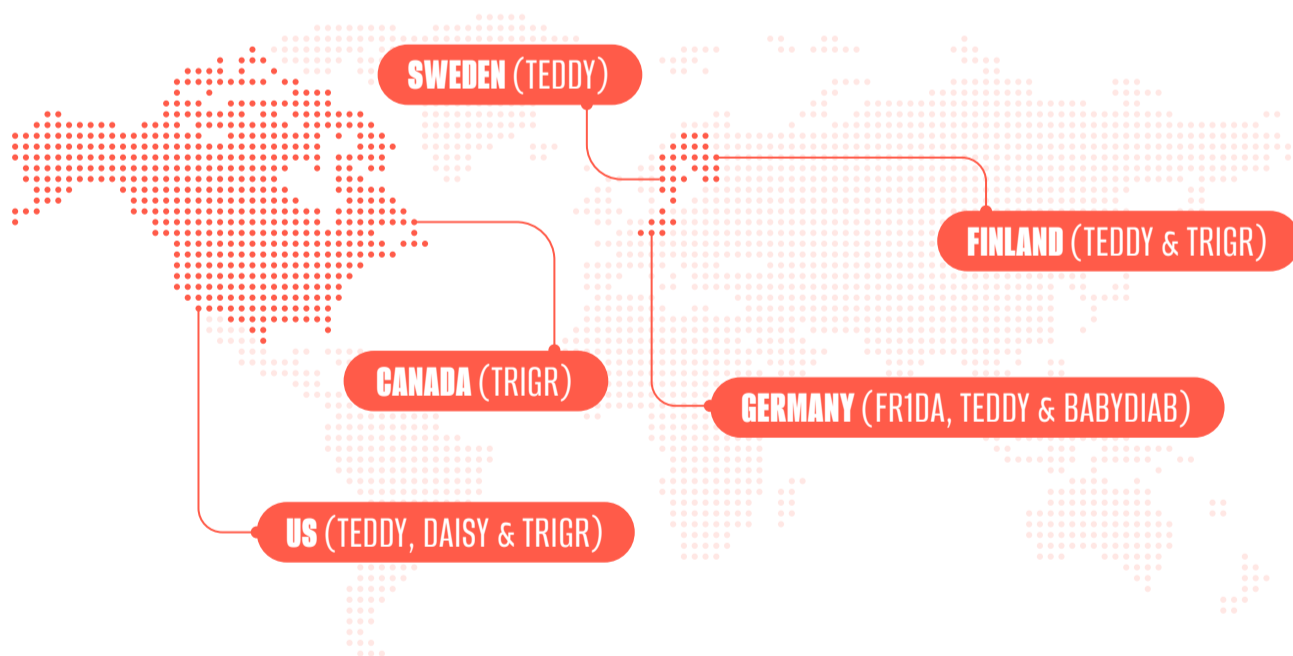 SWEDEN (TEDDY)
FINLAND (TEDDY & TRIGR)
CANADA (TRIGR)
GERMANY (FR1DA, TEDDY & BABYDIAB)
US (TEDDY, DAISY & TRIGR)